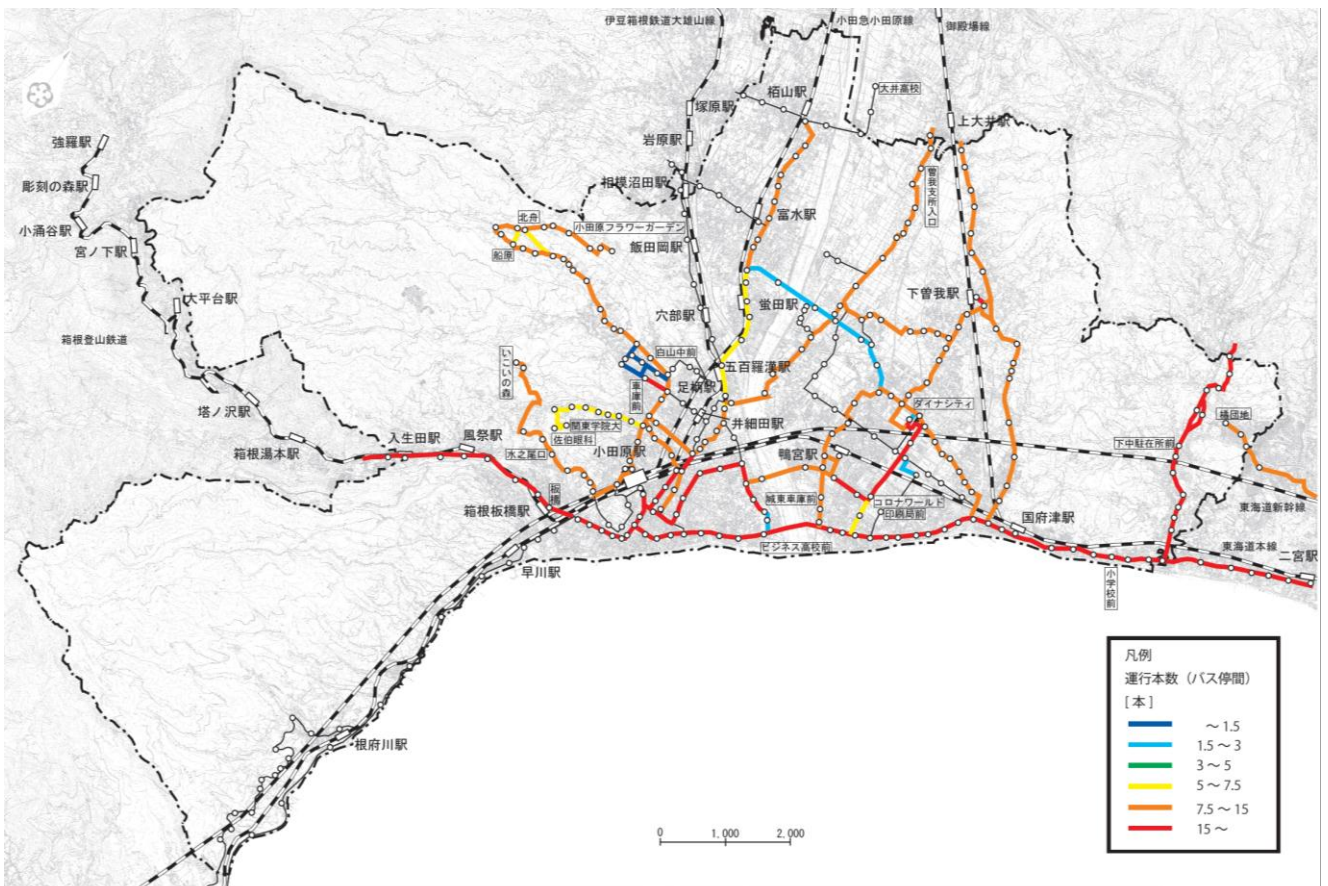 伊豆箱根鉄道大雄山線
小田急小田原線
御殿場線
強羅駅
彫刻の森駅
小涌谷駅
宮ノ下駅
大平台駅
箱根登山鉄道
塔ノ沢駅
箱根湯本駅
入生田駅
風祭駅
箱根板橋駅
板橋
水之尾口
いこいの森
塚原駅
岩原駅
相模沼田駅
飯田岡駅
穴部駅
五百羅漢駅
足柄駅
井細田駅
小田原駅
栢山駅
富水駅
蛍田駅
大井高校
上大井駅
曽我支所入口
下曽我駅
北舟
船原
小田原フラワーガーデン
白山中前
車庫前
関東学院大
佐伯眼科
ダイナシティ
鴨宮駅
城東車庫前
コロナワールド
印刷局前
ビジネス高校前
国府津駅
下中駐在所前
橘団地
東海道新幹線
東海道本線
二宮駅
小学校前
早川駅
根府川駅
凡例
運行本数（バス停間）
[本]
～1.5
1.5～3
3～5
5～7.5
7.5～15
15～
0 1,000 2,000